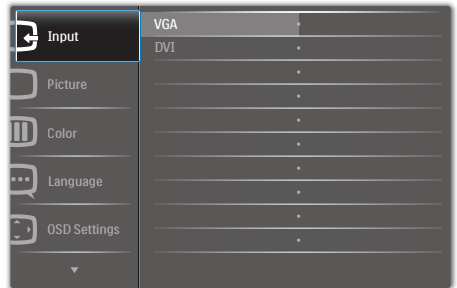 Input
Picture
Color
Language
OSD Settings
VGA
DVI